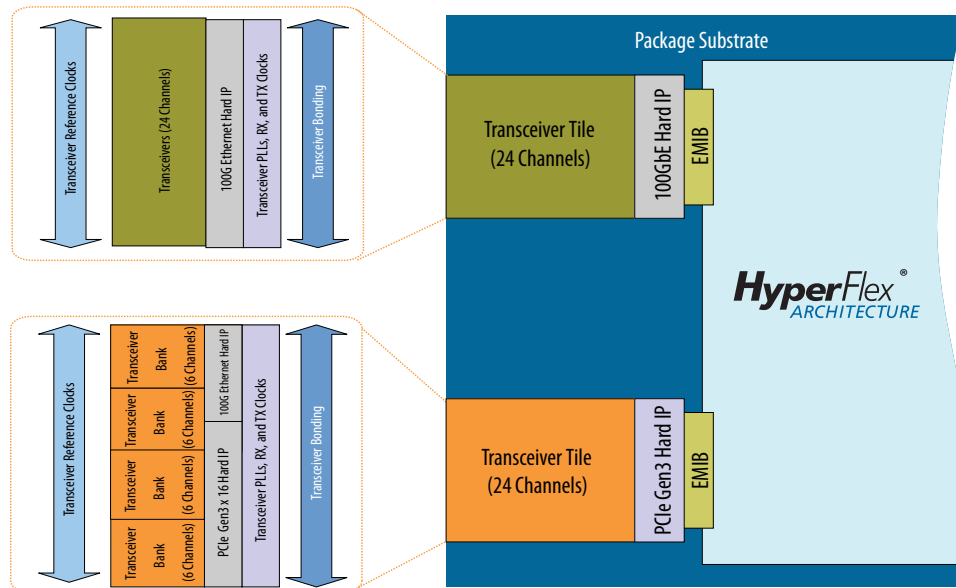 Transceiver Reference Clocks
Transceivers (24 Channels)
100G Ethernet Hard IP
Transceiver PLLs, RX, and TX Clocks
Transceiver Bonding
Package Substrate
Transceiver Tile
(24 Channels)
100GbE Hard IP
EMIB
HyperFlex®
ARCHITECTURE
Transceiver Reference Clocks
Transceiver
Bank
(6 Channels)
Transceiver
Bank
(6 Channels)
Transceiver
Bank
(6 Channels)
Transceiver
Bank
(6 Channels)
100G Ethernet Hard IP
PCIe Gen3 x 16 Hard IP
Transceiver PLLs, RX, and TX Clocks
Transceiver Bonding
Transceiver Tile
(24 Channels)
PCIe Gen3 Hard IP
EMIB